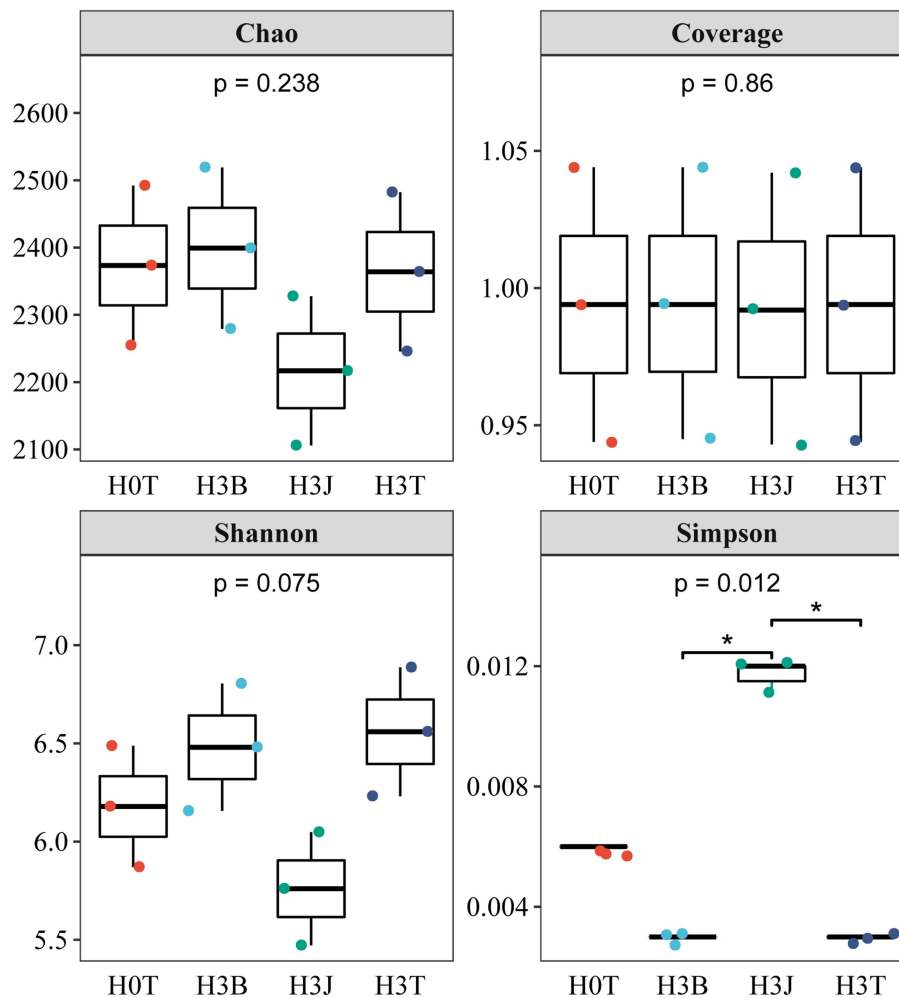 Chao
p = 0.238
2600
2500
2400
2300
2200
2100
H0T H3B H3J H3T
Coverage
p = 0.86
1.05
1.00
0.95
H0T H3B H3J H3T
Shannon
p = 0.075
7.0
6.5
6.0
5.5
H0T H3B H3J H3T
Simpson
p = 0.012
*
*
0.012
0.008
0.004
H0T H3B H3J H3T